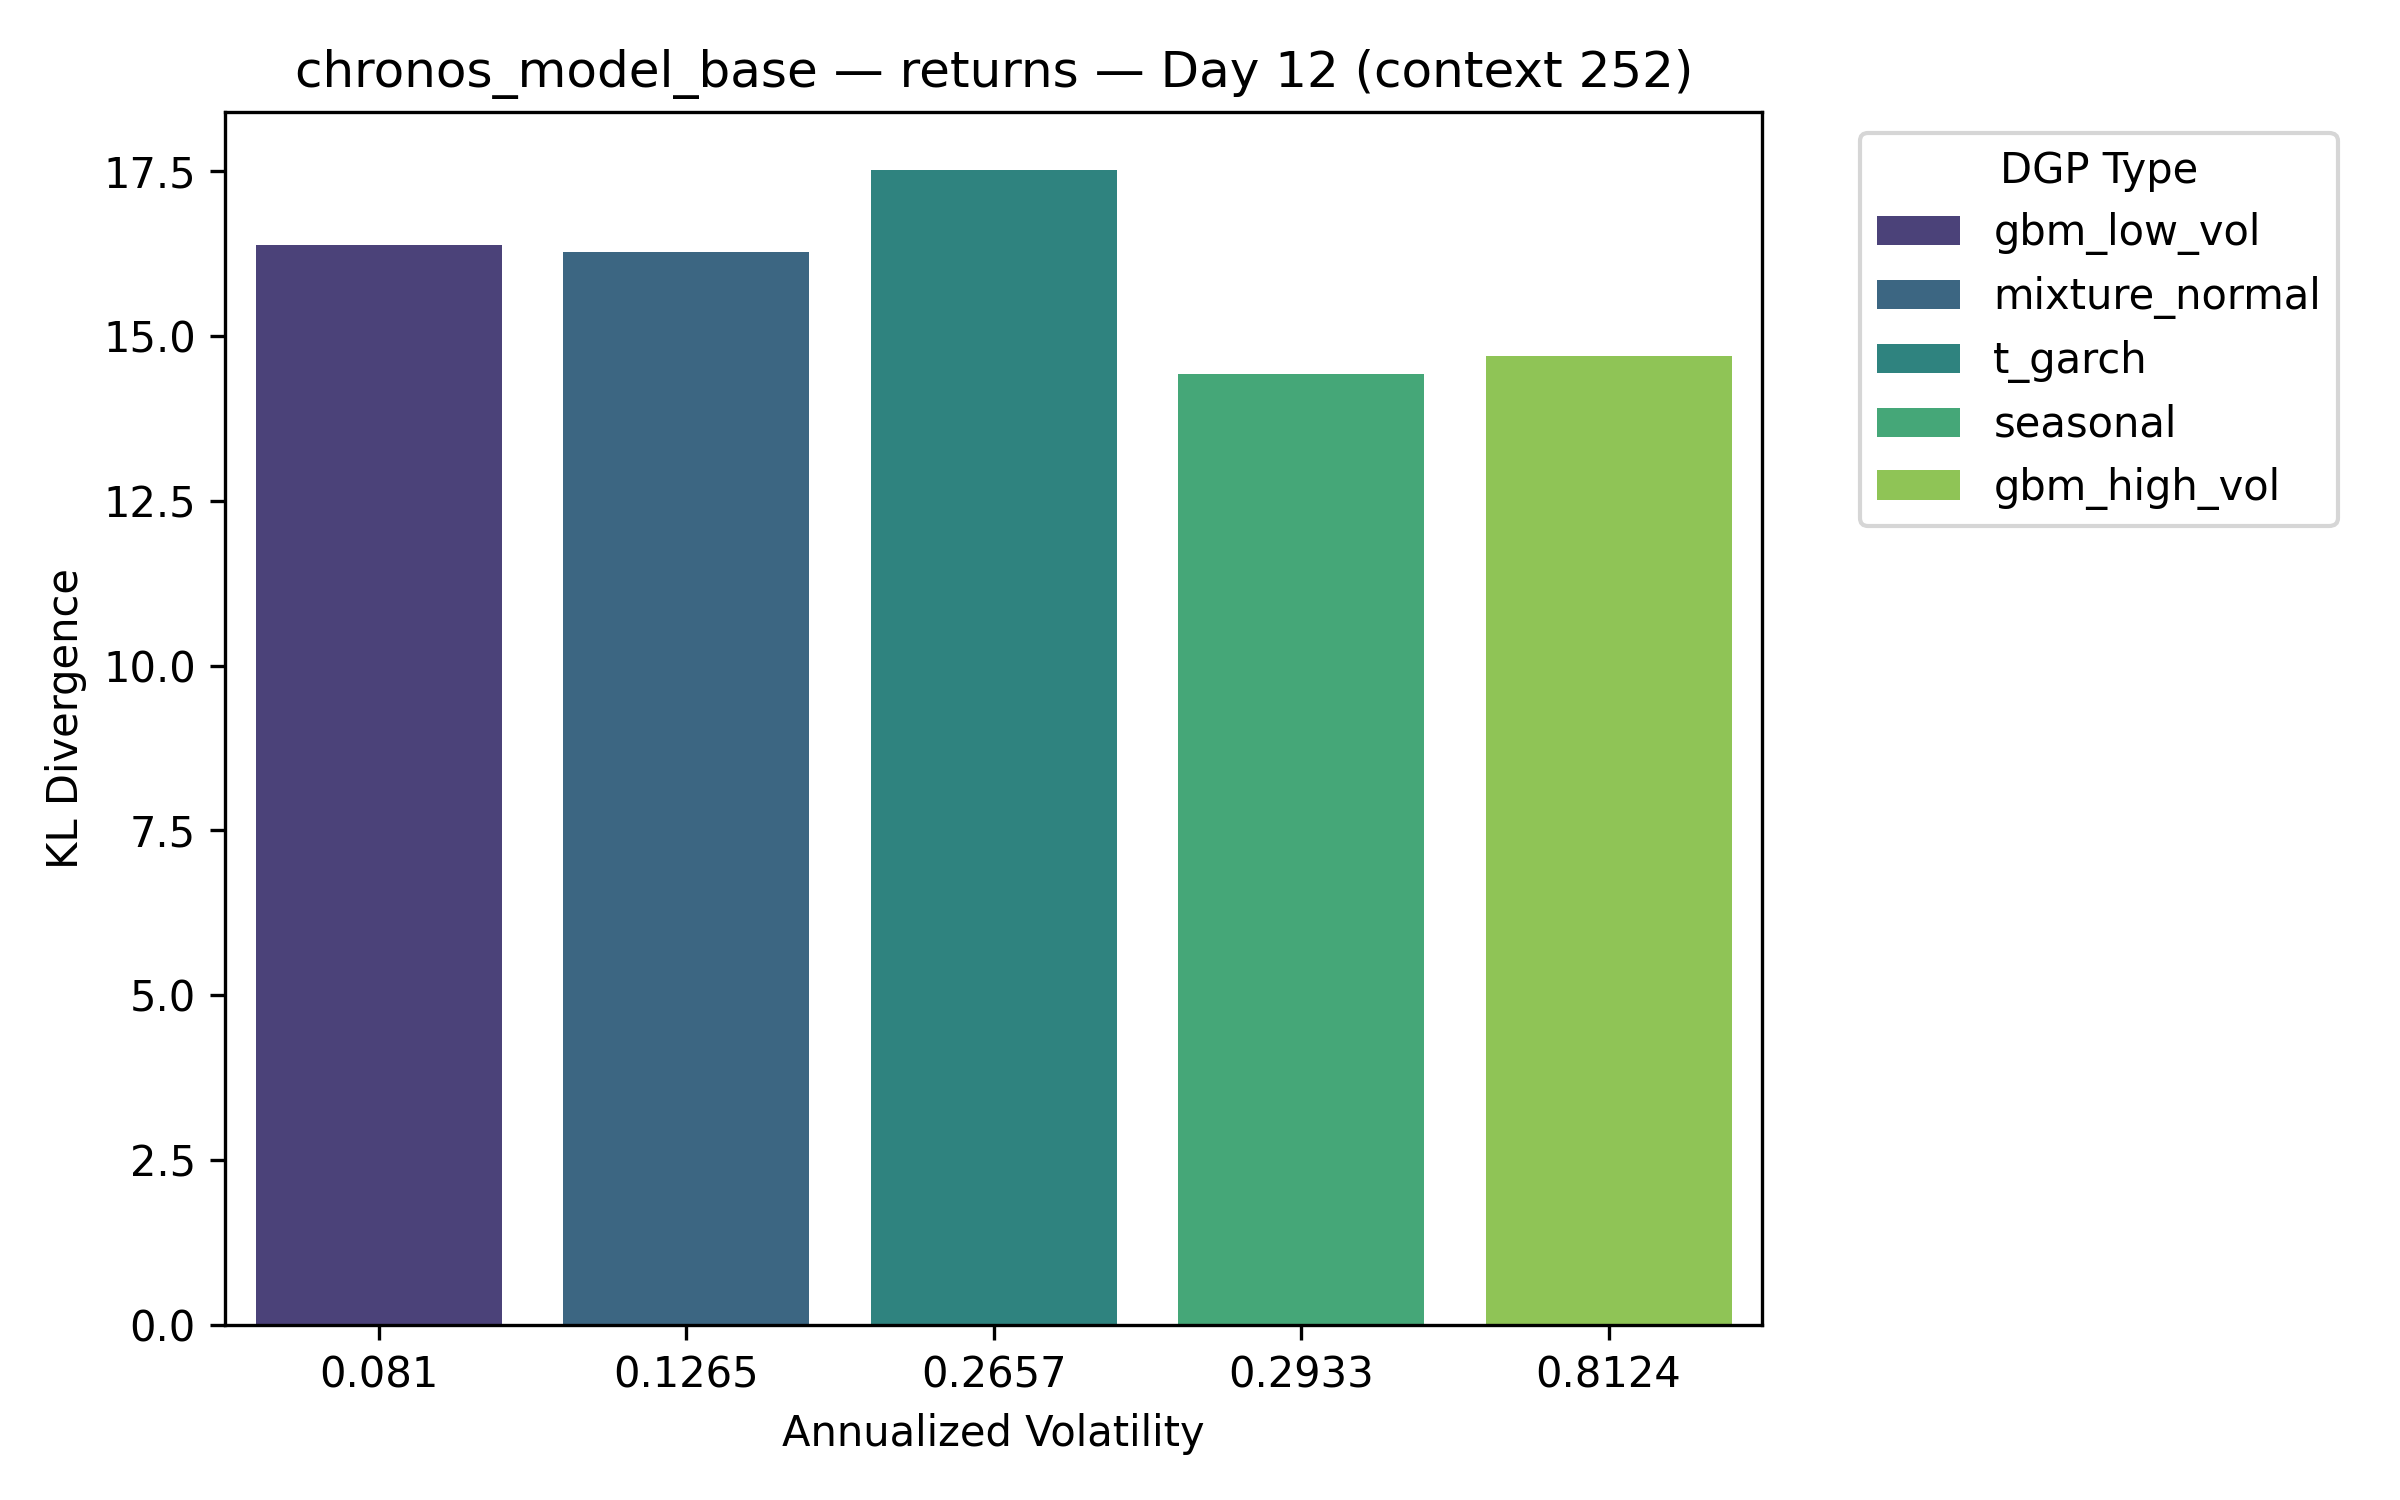 chronos_model_base — returns — Day 12 (context 252)
KL Divergence
17.5
15.0
12.5
10.0
7.5
5.0
2.5
0.0
0.081
0.1265
0.2657
0.2933
0.8124
Annualized Volatility
DGP Type
gbm_low_vol
mixture_normal
t_garch
seasonal
gbm_high_vol